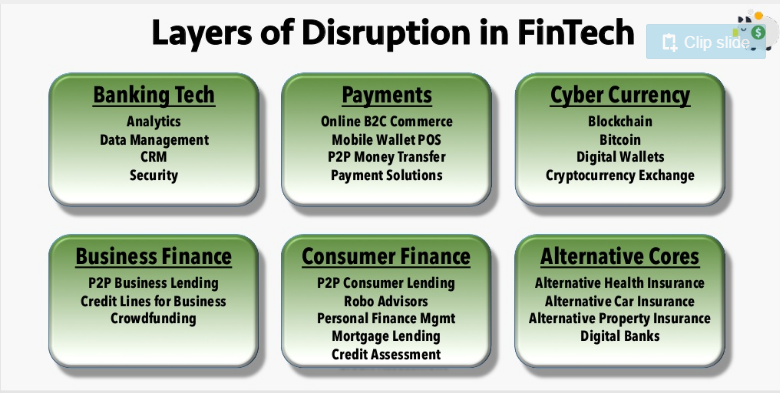 Layers of Disruption in FinTech
Clip slide
$
Banking Tech
Analytics
Data Management
CRM
Security
Payments
Online B2C Commerce
Mobile Wallet POS
P2P Money Transfer
Payment Solutions
Cyber Currency
Blockchain
Bitcoin
Digital Wallets
Cryptocurrency Exchange
Business Finance
P2P Business Lending
Credit Lines for Business
Crowdfunding
Consumer Finance
P2P Consumer Lending
Robo Advisors
Personal Finance Mgmt
Mortgage Lending
Credit Assessment
Alternative Cores
Alternative Health Insurance
Alternative Car Insurance
Alternative Property Insurance
Digital Banks